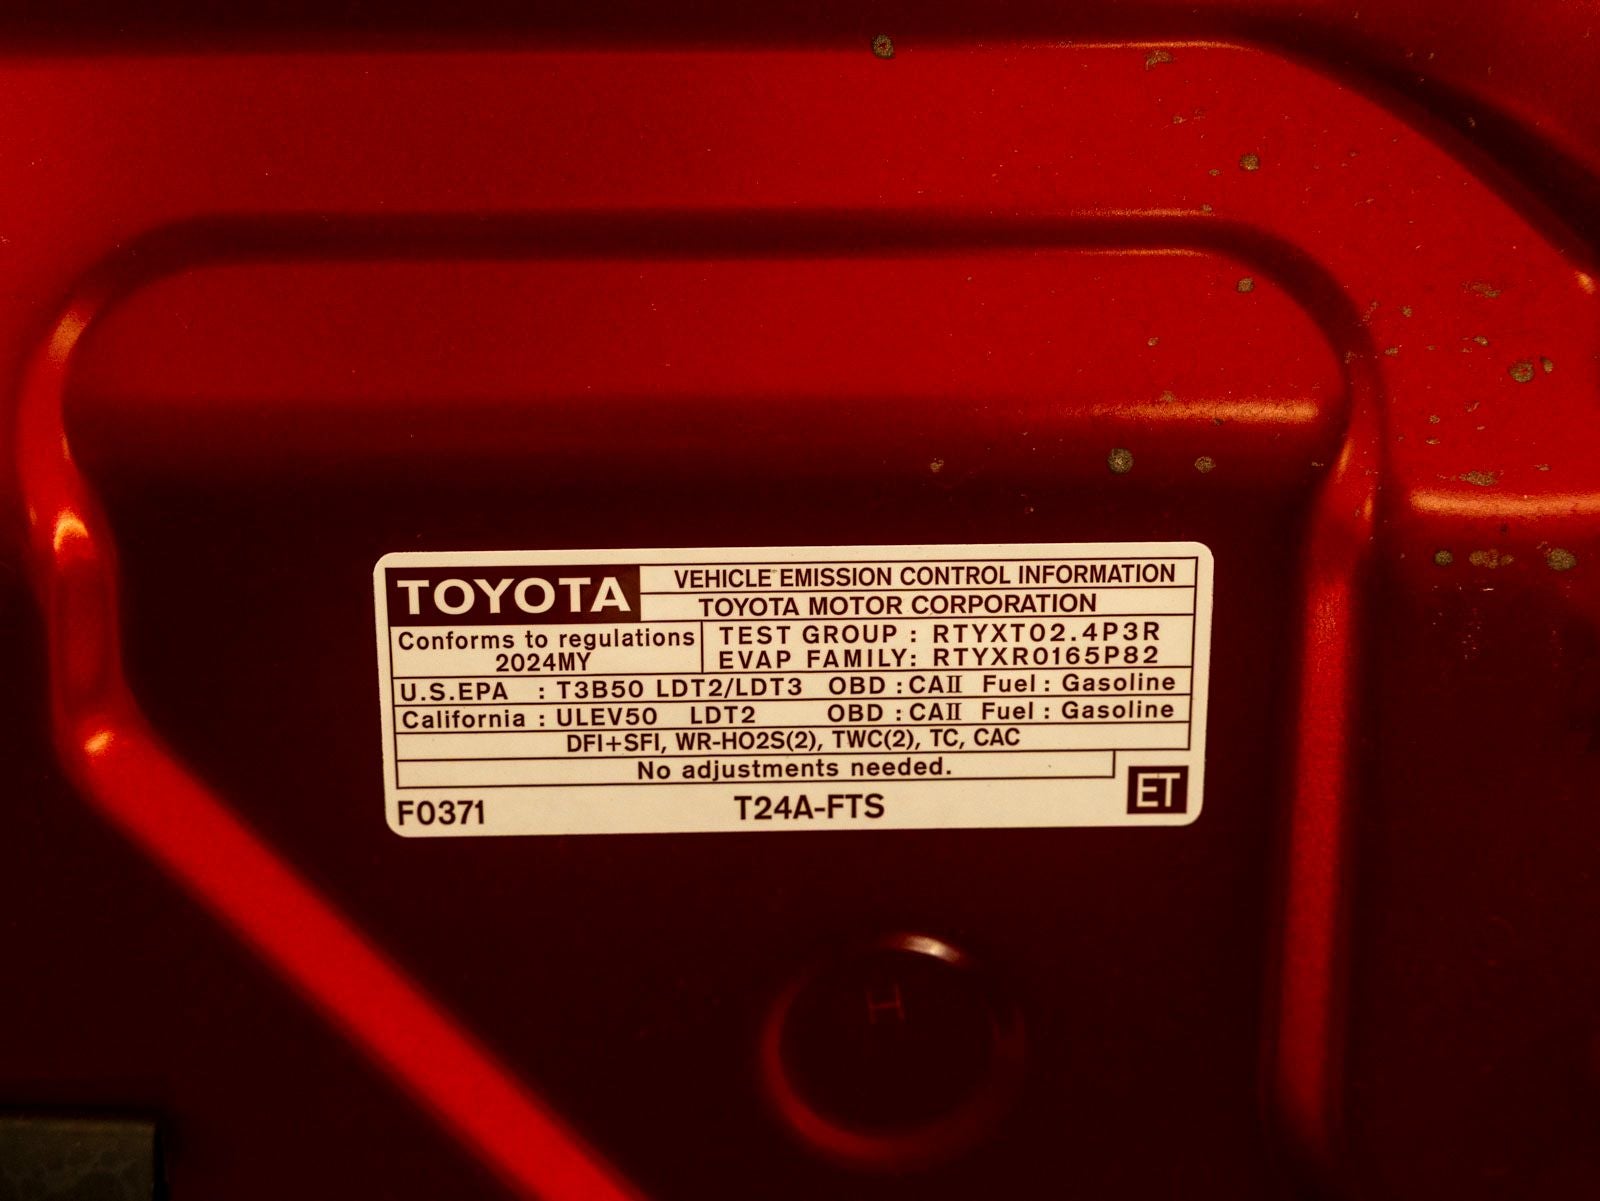 TOYOTA
VEHICLE EMISSION CONTROL INFORMATION
TOYOTA MOTOR CORPORATION
Conforms to regulations
2024MY
TEST GROUP : RTYXT02.4P3R
EVAP FAMILY: RTYXR0165P82
U.S.EPA : T3B50 LDT2/LDT3 OBD : CAⅡ Fuel : Gasoline
California : ULEV50 LDT2 OBD : CAⅡ Fuel : Gasoline
DFI+SFI, WR-HO2S(2), TWC(2), TC, CAC
No adjustments needed.
F0371
T24A-FTS
ET
H